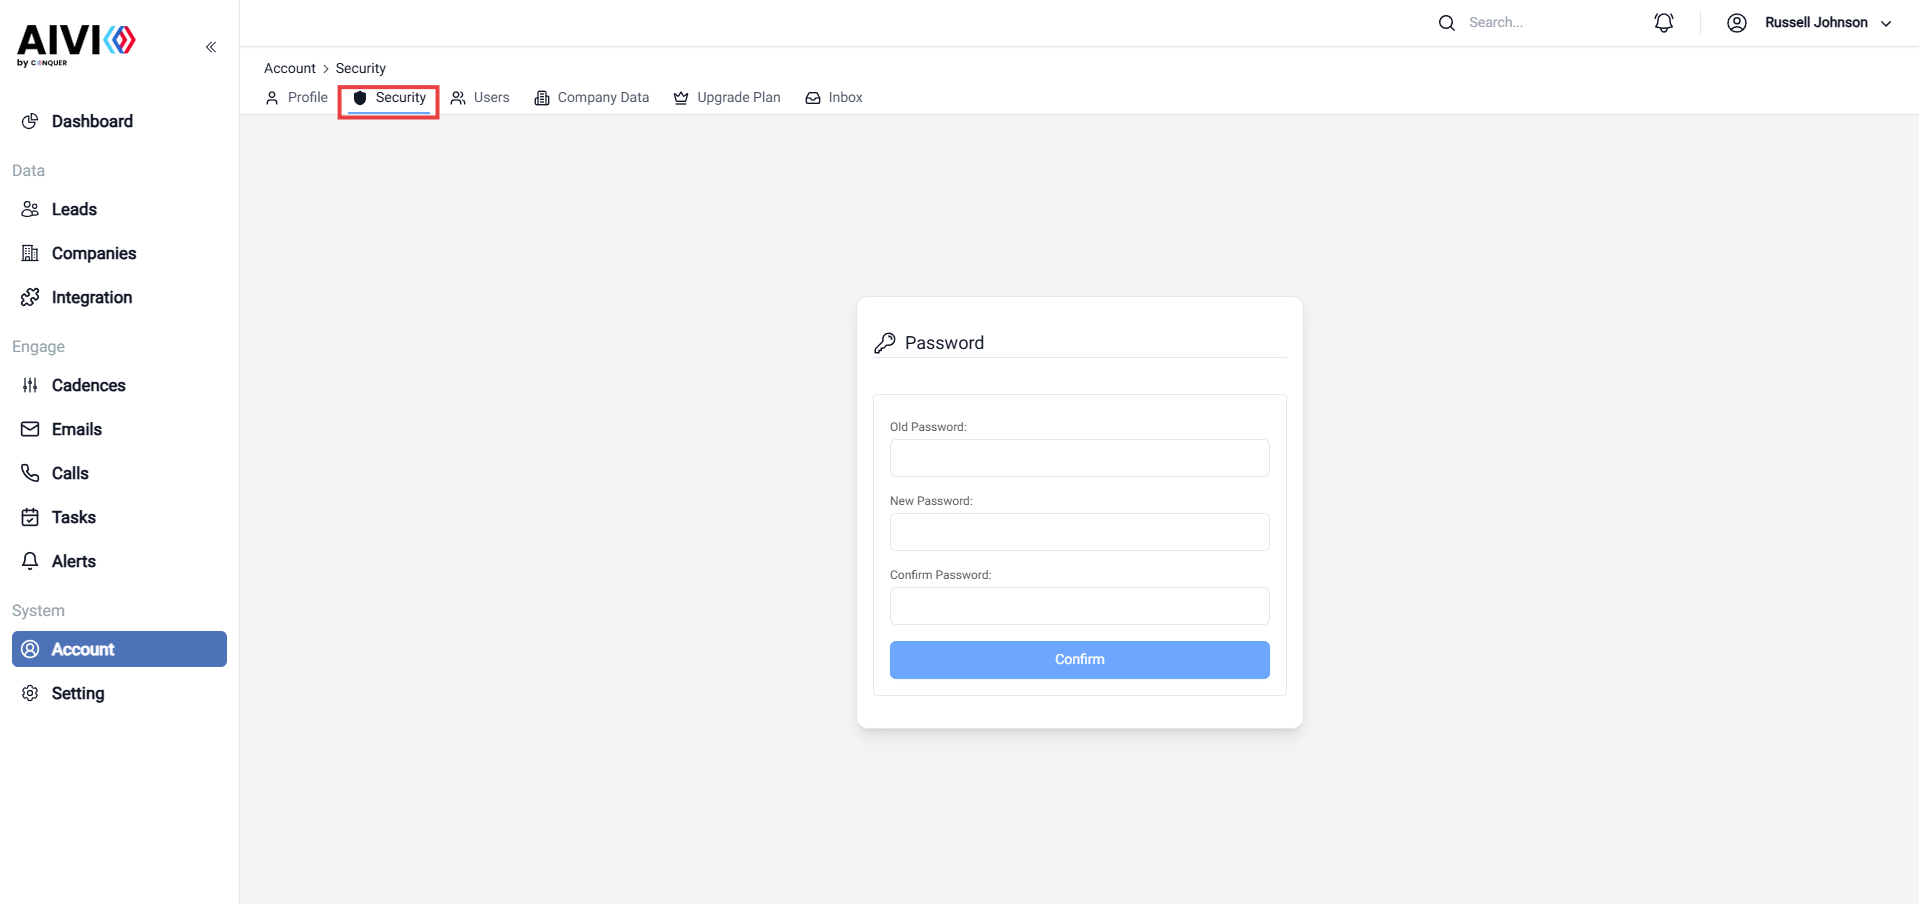 AIVI
by CONQUER
Search...
Russell Johnson
Account > Security
Profile
Security
Users
Company Data
Upgrade Plan
Inbox
Dashboard
Data
Leads
Companies
Integration
Engage
Cadences
Emails
Calls
Tasks
Alerts
System
Account
Setting
Password
Old Password:
New Password:
Confirm Password:
Confirm